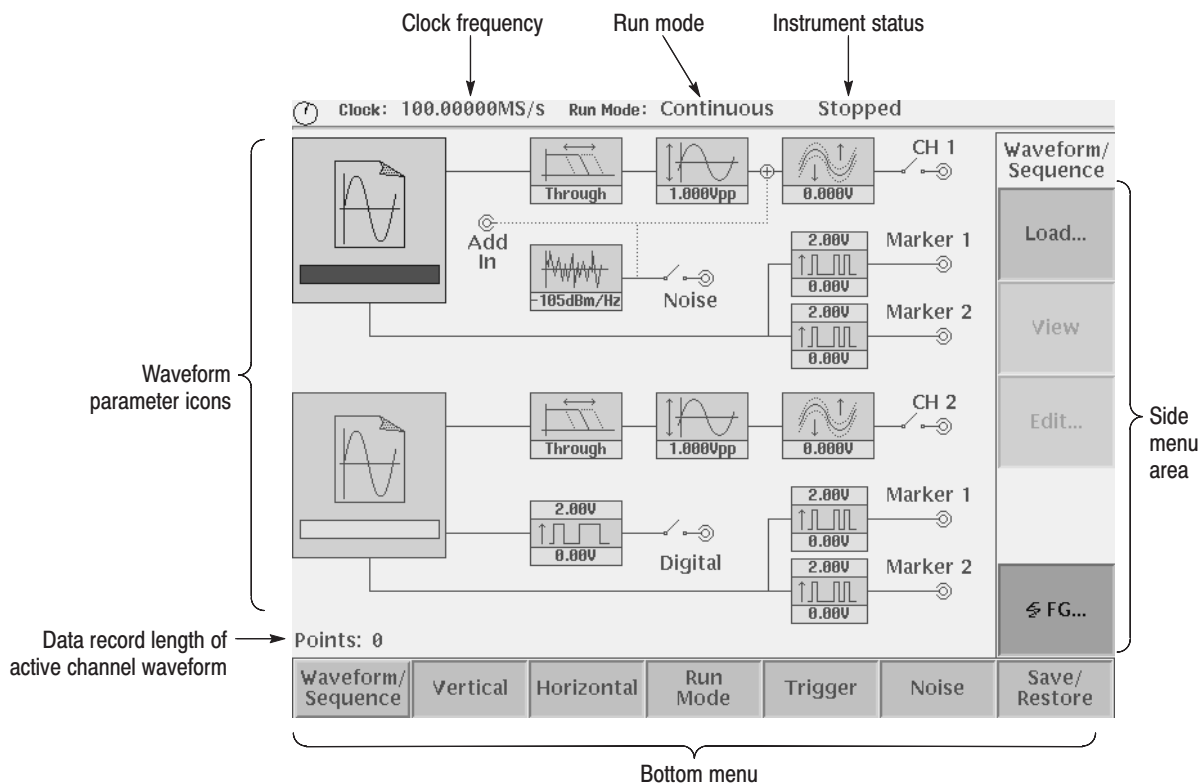 Clock frequency
Run mode
Instrument status
Clock: 100.00000MS/s Run Mode: Continuous Stopped
CH 1
Waveform/
Sequence
Through
1.000Vpp
0.000V
Load...
Add
In
2.00V
Marker 1
0.00V
-105dBm/Hz
Noise
2.00V
Marker 2
0.00V
View
Waveform
parameter icons
CH 2
Through
1.000Vpp
0.000V
Edit...
Side
menu
area
2.00V
0.00V
Digital
2.00V
Marker 1
0.00V
2.00V
Marker 2
0.00V
FG...
Data record length of
active channel waveform
Points: 0
Waveform/
Sequence
Vertical
Horizontal
Run
Mode
Trigger
Noise
Save/
Restore
Bottom menu